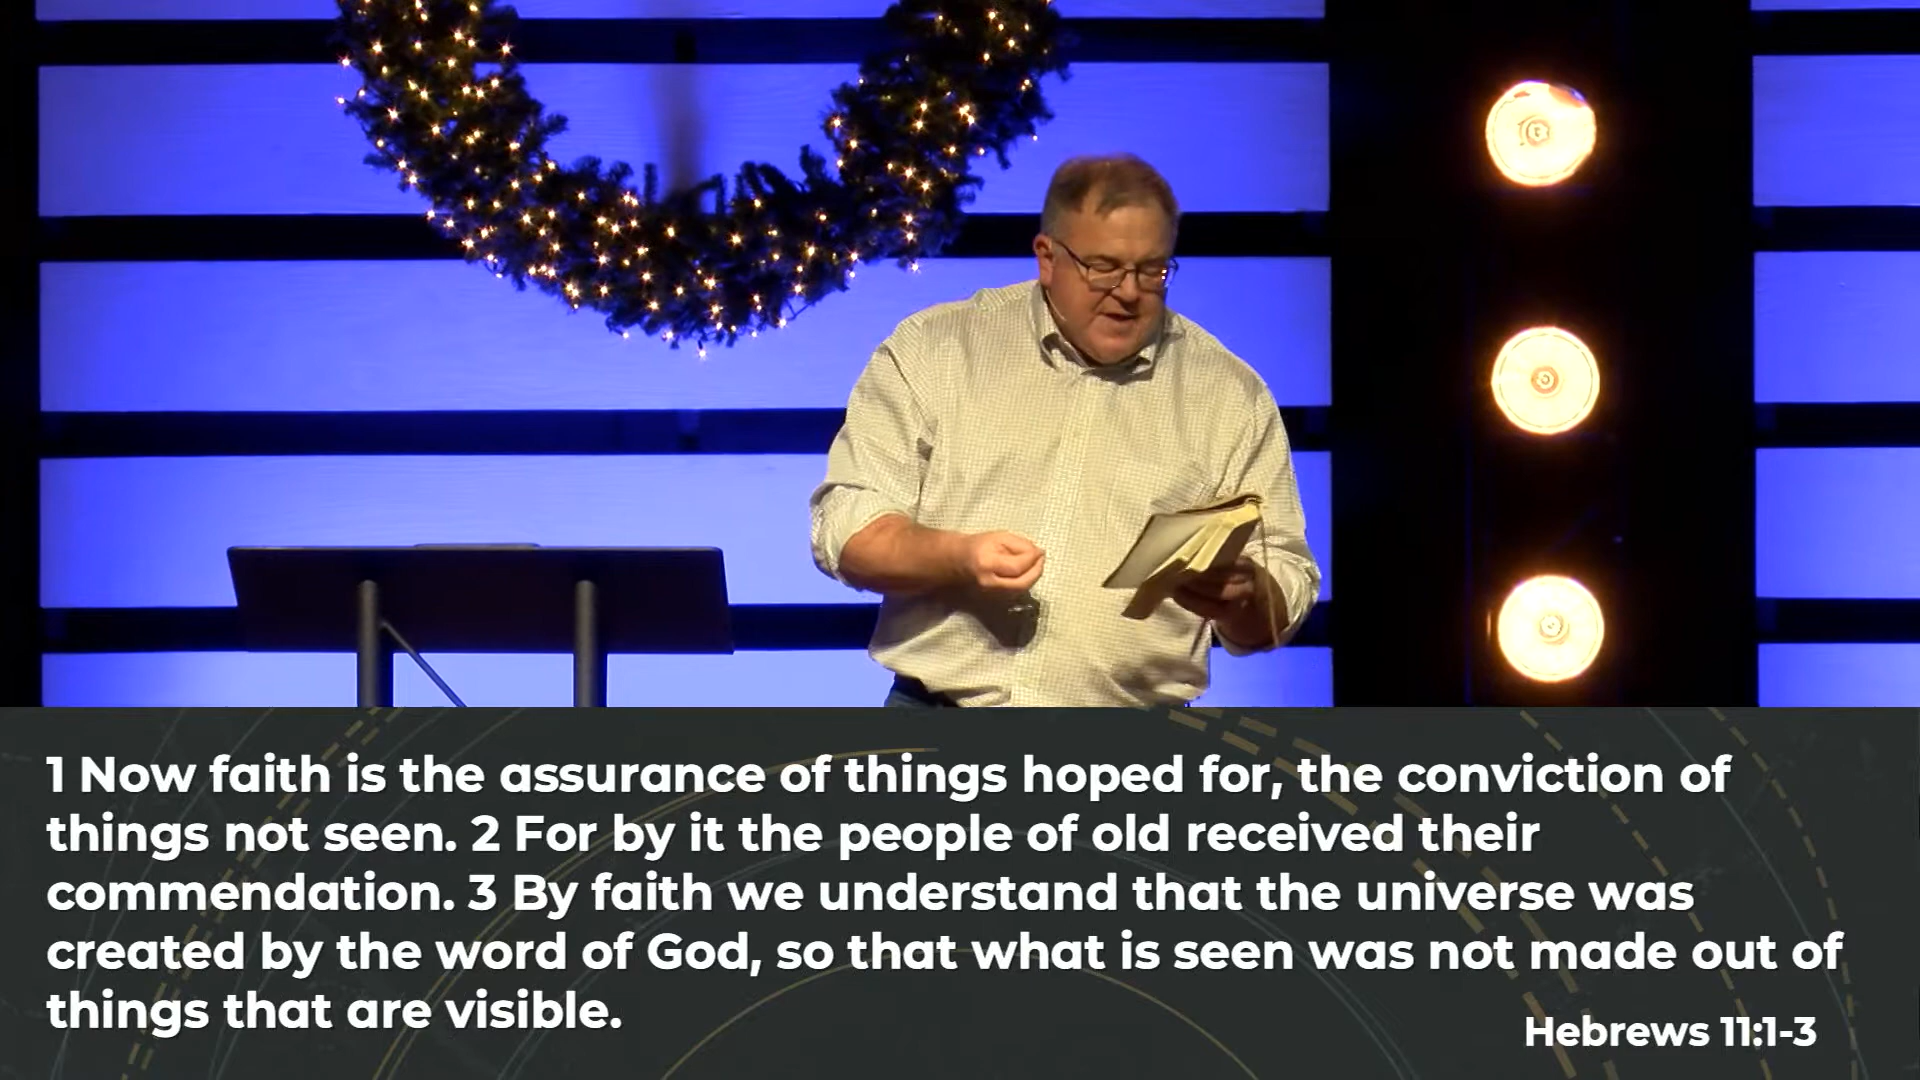 1 Now faith is the assurance of things hoped for, the conviction of
things not seen. 2 For by it the people of old received their
commendation. 3 By faith we understand that the universe was
created by the word of God, so that what is seen was not made out of
things that are visible.
Hebrews 11:1-3